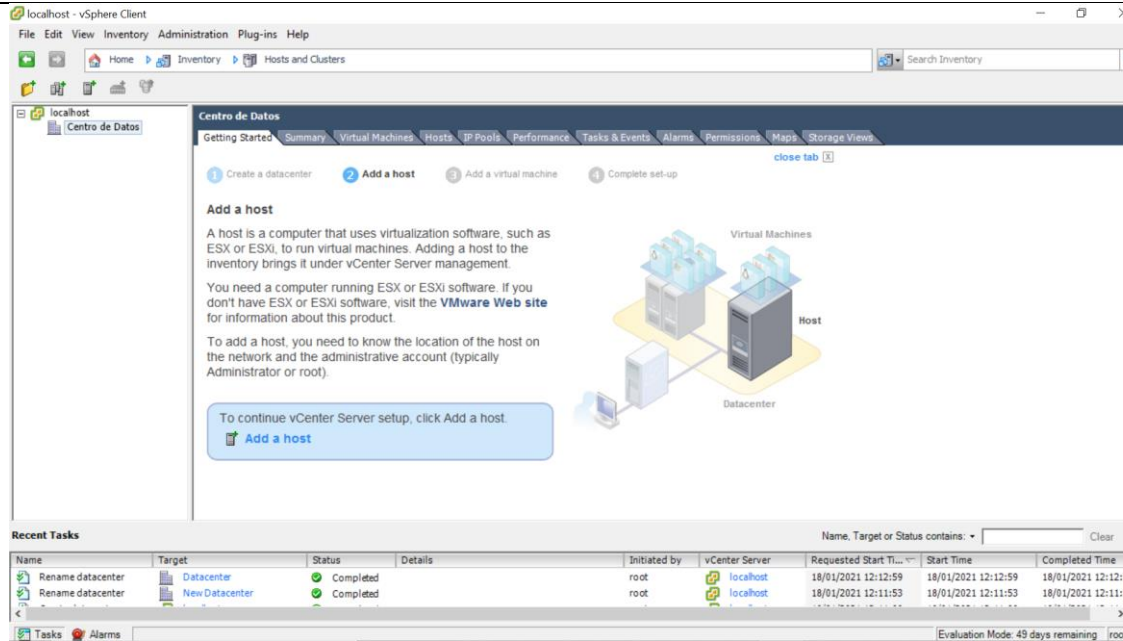 localhost - vSphere Client
File Edit View Inventory Administration Plug-ins Help
Home Inventory Hosts and Clusters
Search Inventory
localhost
Centro de Datos
Centro de Datos
Getting Started Summary Virtual Machines Hosts IP Pools Performance Tasks & Events Alarms Permissions Maps Storage Views
close tab X
1 Create a datacenter 2 Add a host 3 Add a virtual machine 4 Complete set-up
Add a host
A host is a computer that uses virtualization software, such as
ESX or ESXi, to run virtual machines. Adding a host to the
inventory brings it under vCenter Server management.
You need a computer running ESX or ESXi software. If you
don't have ESX or ESXi software, visit the VMware Web site
for information about this product.
To add a host, you need to know the location of the host on
the network and the administrative account (typically
Administrator or root).
To continue vCenter Server setup, click Add a host.
Add a host
Virtual Machines
Host
Datacenter
Recent Tasks
Name, Target or Status contains: Clear
Name Target Status Details Initiated by vCenter Server Requested Start Ti... Start Time Completed Time
Rename datacenter Datacenter Completed root localhost 18/01/2021 12:12:59 18/01/2021 12:12:59 18/01/2021 12:12:
Rename datacenter New Datacenter Completed root localhost 18/01/2021 12:11:53 18/01/2021 12:11:53 18/01/2021 12:11:
Tasks Alarms
Evaluation Mode: 49 days remaining roo